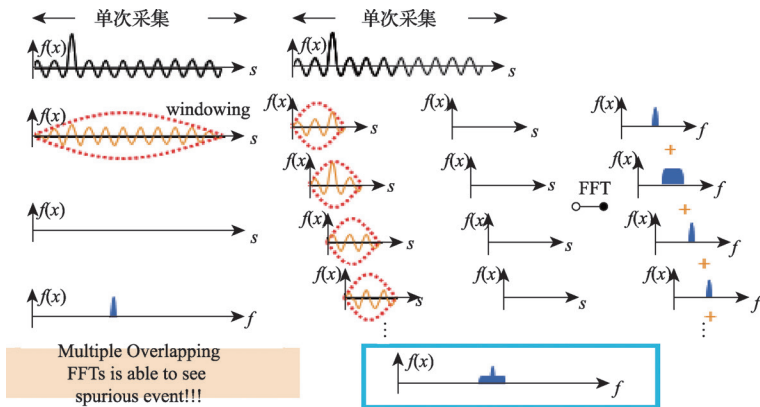 单次采集
单次采集
f(x)
s
f(x)
s
f(x)
windowing
s
f(x)
s
f(x)
s
f(x)
f
f(x)
s
f(x)
s
f(x)
s
f(x)
s
FFT
f(x)
f
+
f(x)
s
f(x)
s
f(x)
f
+
f(x)
s
f(x)
s
f(x)
f
+
f(x)
s
f(x)
s
f(x)
f
+
⋮
⋮
Multiple Overlapping
FFTs is able to see
spurious event!!!
f(x)
f